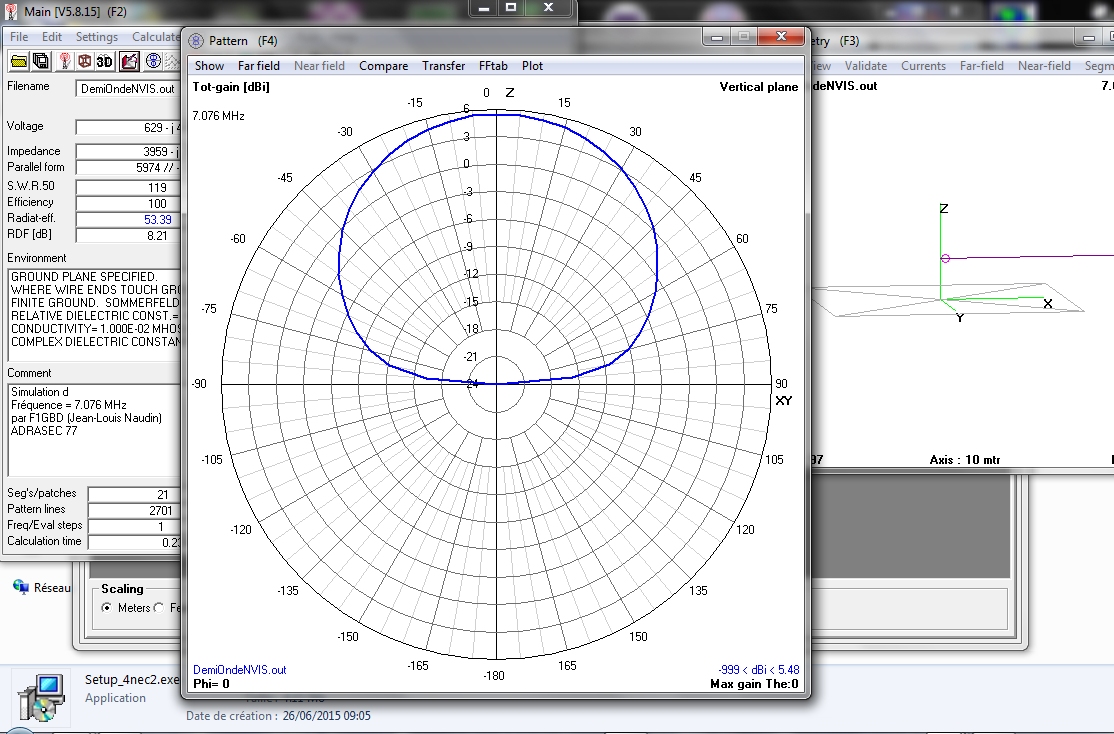 Main [V5.8.15] (F2)
File Edit Settings Calculate
3D
Filename DemiOndeNVIS.out
Voltage 629 - j
Impedance 3959 - j
Parallel form 5974 //
S.W.R.50 119
Efficiency 100
Radiat-eff. 53.39
RDF [dB] 8.21
Environment
GROUND PLANE SPECIFIED.
WHERE WIRE ENDS TOUCH GR
FINITE GROUND. SOMMERFELD
RELATIVE DIELECTRIC CONST.=
CONDUCTIVITY= 1.000E-02 MHOS
COMPLEX DIELECTRIC CONSTAN
Comment
Simulation d
Fréquence = 7.076 MHz
par F1GBD (Jean-Louis Naudin)
ADRASEC 77
Seg's/patches 21
Pattern lines 2701
Freq/Eval steps 1
Calculation time 0.23
Pattern (F4)
Show Far field Near field Compare Transfer FFtab Plot
Tot-gain [dBi] Vertical plane
7.076 MHz
0 Z
-15 15
-30 30
-45 45
-60 60
-75 75
-90 90
XY
-105 105
-120 120
-135 135
-150 150
-165 165
-180
6
3
0
-3
-6
-9
-12
-15
-18
-21
-24
DemiOndeNVIS.out -999 < dBi < 5.48
Phi= 0 Max gain The:0
etry (F3)
iew Validate Currents Far-field Near-field Segm
deNVIS.out 7.0
Z
X
Y
97 Axis : 10 mtr
Réseau
Scaling
Meters Fe
Setup_4nec2.exe
Application
Date de création : 26/06/2015 09:05